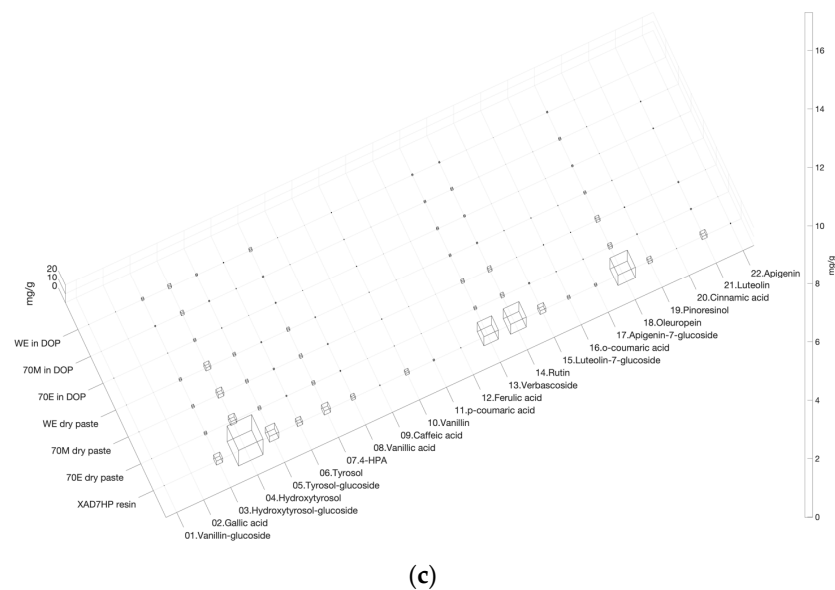 16
14
12
10
8
6
4
2
0
mg/g
20
10
0
mg/g
WE in DOP
70M in DOP
70E in DOP
WE dry paste
70M dry paste
70E dry paste
XAD7HP resin
22.Apigenin
21.Luteolin
20.Cinnamic acid
19.Pinoresinol
18.Oleuropein
17.Apigenin-7-glucoside
16.o-coumaric acid
15.Luteolin-7-glucoside
14.Rutin
13.Verbascoside
12.Ferulic acid
11.p-coumaric acid
10.Vanillin
09.Caffeic acid
08.Vanillic acid
07.4-HPA
06.Tyrosol
05.Tyrosol-glucoside
04.Hydroxytyrosol
03.Hydroxytyrosol-glucoside
02.Gallic acid
01.Vanillin-glucoside
(c)